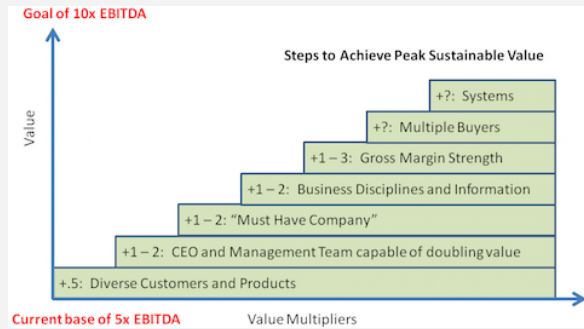 Goal of 10x EBITDA
Steps to Achieve Peak Sustainable Value
Value
+?: Systems
+?: Multiple Buyers
+1 – 3: Gross Margin Strength
+1 – 2: Business Disciplines and Information
+1 – 2: “Must Have Company”
+1 – 2: CEO and Management Team capable of doubling value
+.5: Diverse Customers and Products
Current base of 5x EBITDA
Value Multipliers